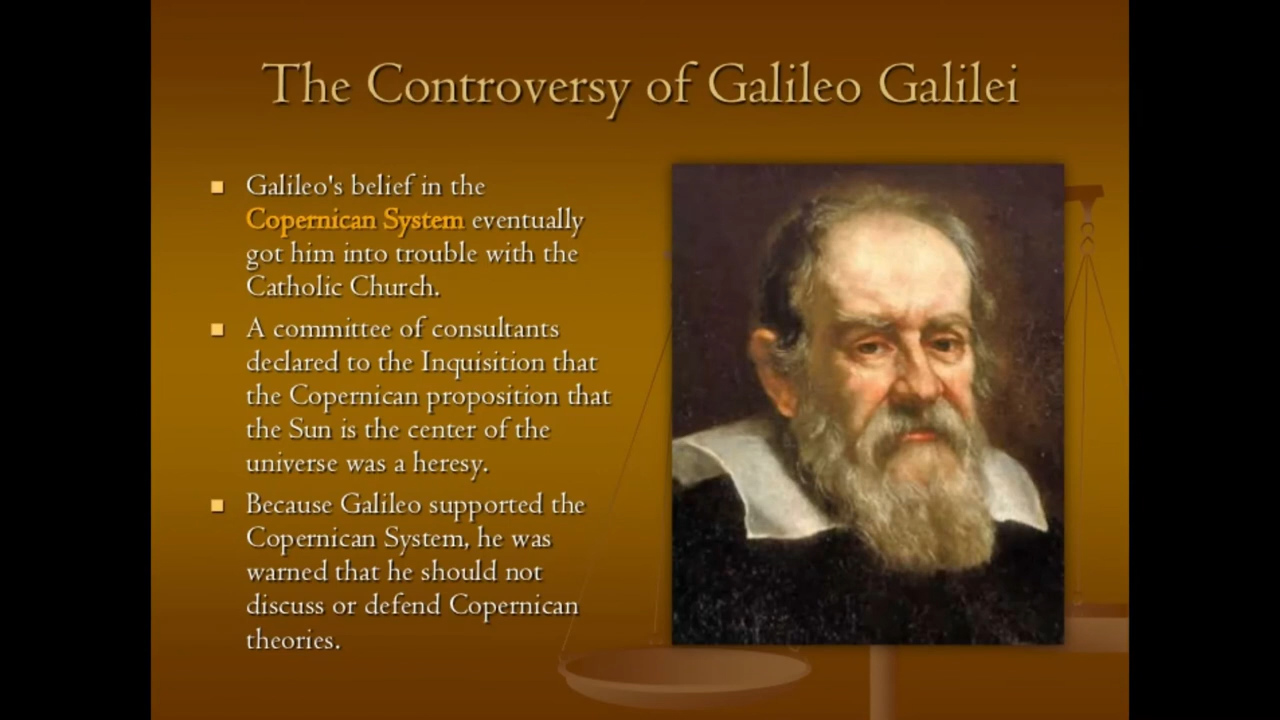 The Controversy of Galileo Galilei
Galileo's belief in the
Copernican System eventually
got him into trouble with the
Catholic Church.
A committee of consultants
declared to the Inquisition that
the Copernican proposition that
the Sun is the center of the
universe was a heresy.
Because Galileo supported the
Copernican System, he was
warned that he should not
discuss or defend Copernican
theories.